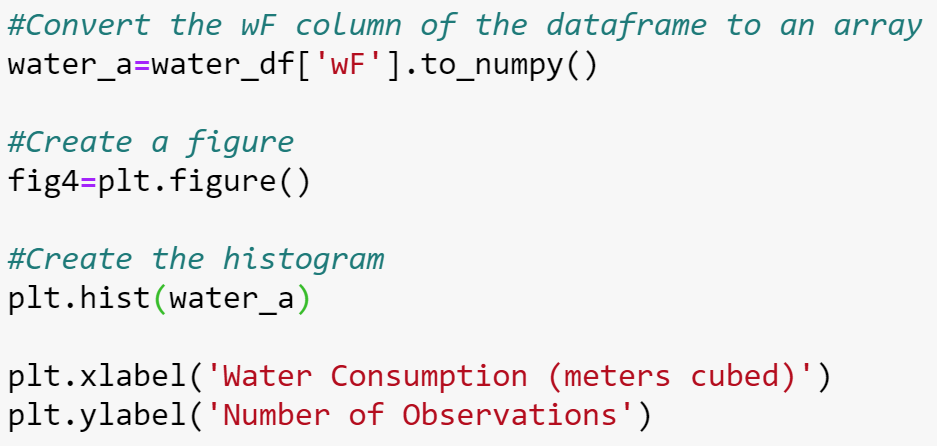 #Convert the wF column of the dataframe to an array
water_a=water_df['wF'].to_numpy()
#Create a figure
fig4=plt.figure()
#Create the histogram
plt.hist(water_a)
plt.xlabel('Water Consumption (meters cubed)')
plt.ylabel('Number of Observations')